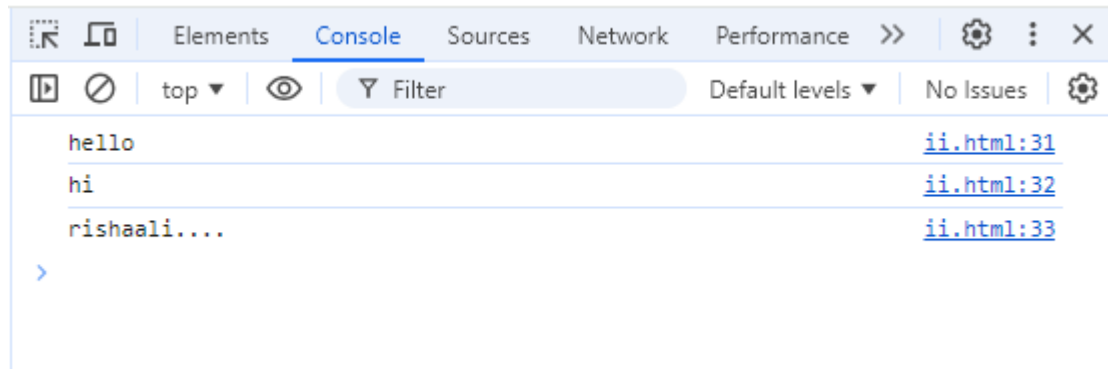 Elements Console Sources Network Performance
top Filter Default levels No Issues
hello ii.html:31
hi ii.html:32
rishaali.... ii.html:33